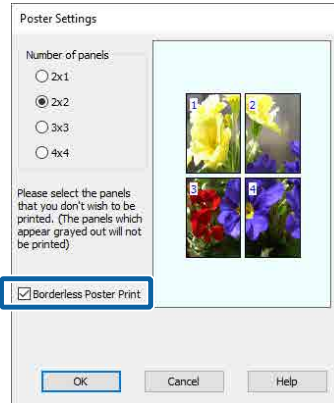 Poster Settings
Number of panels
2x1
2x2
3x3
4x4
1 2
3 4
Please select the panels
that you don't wish to be
printed. (The panels which
appear grayed out will not
be printed)
Borderless Poster Print
OK Cancel Help